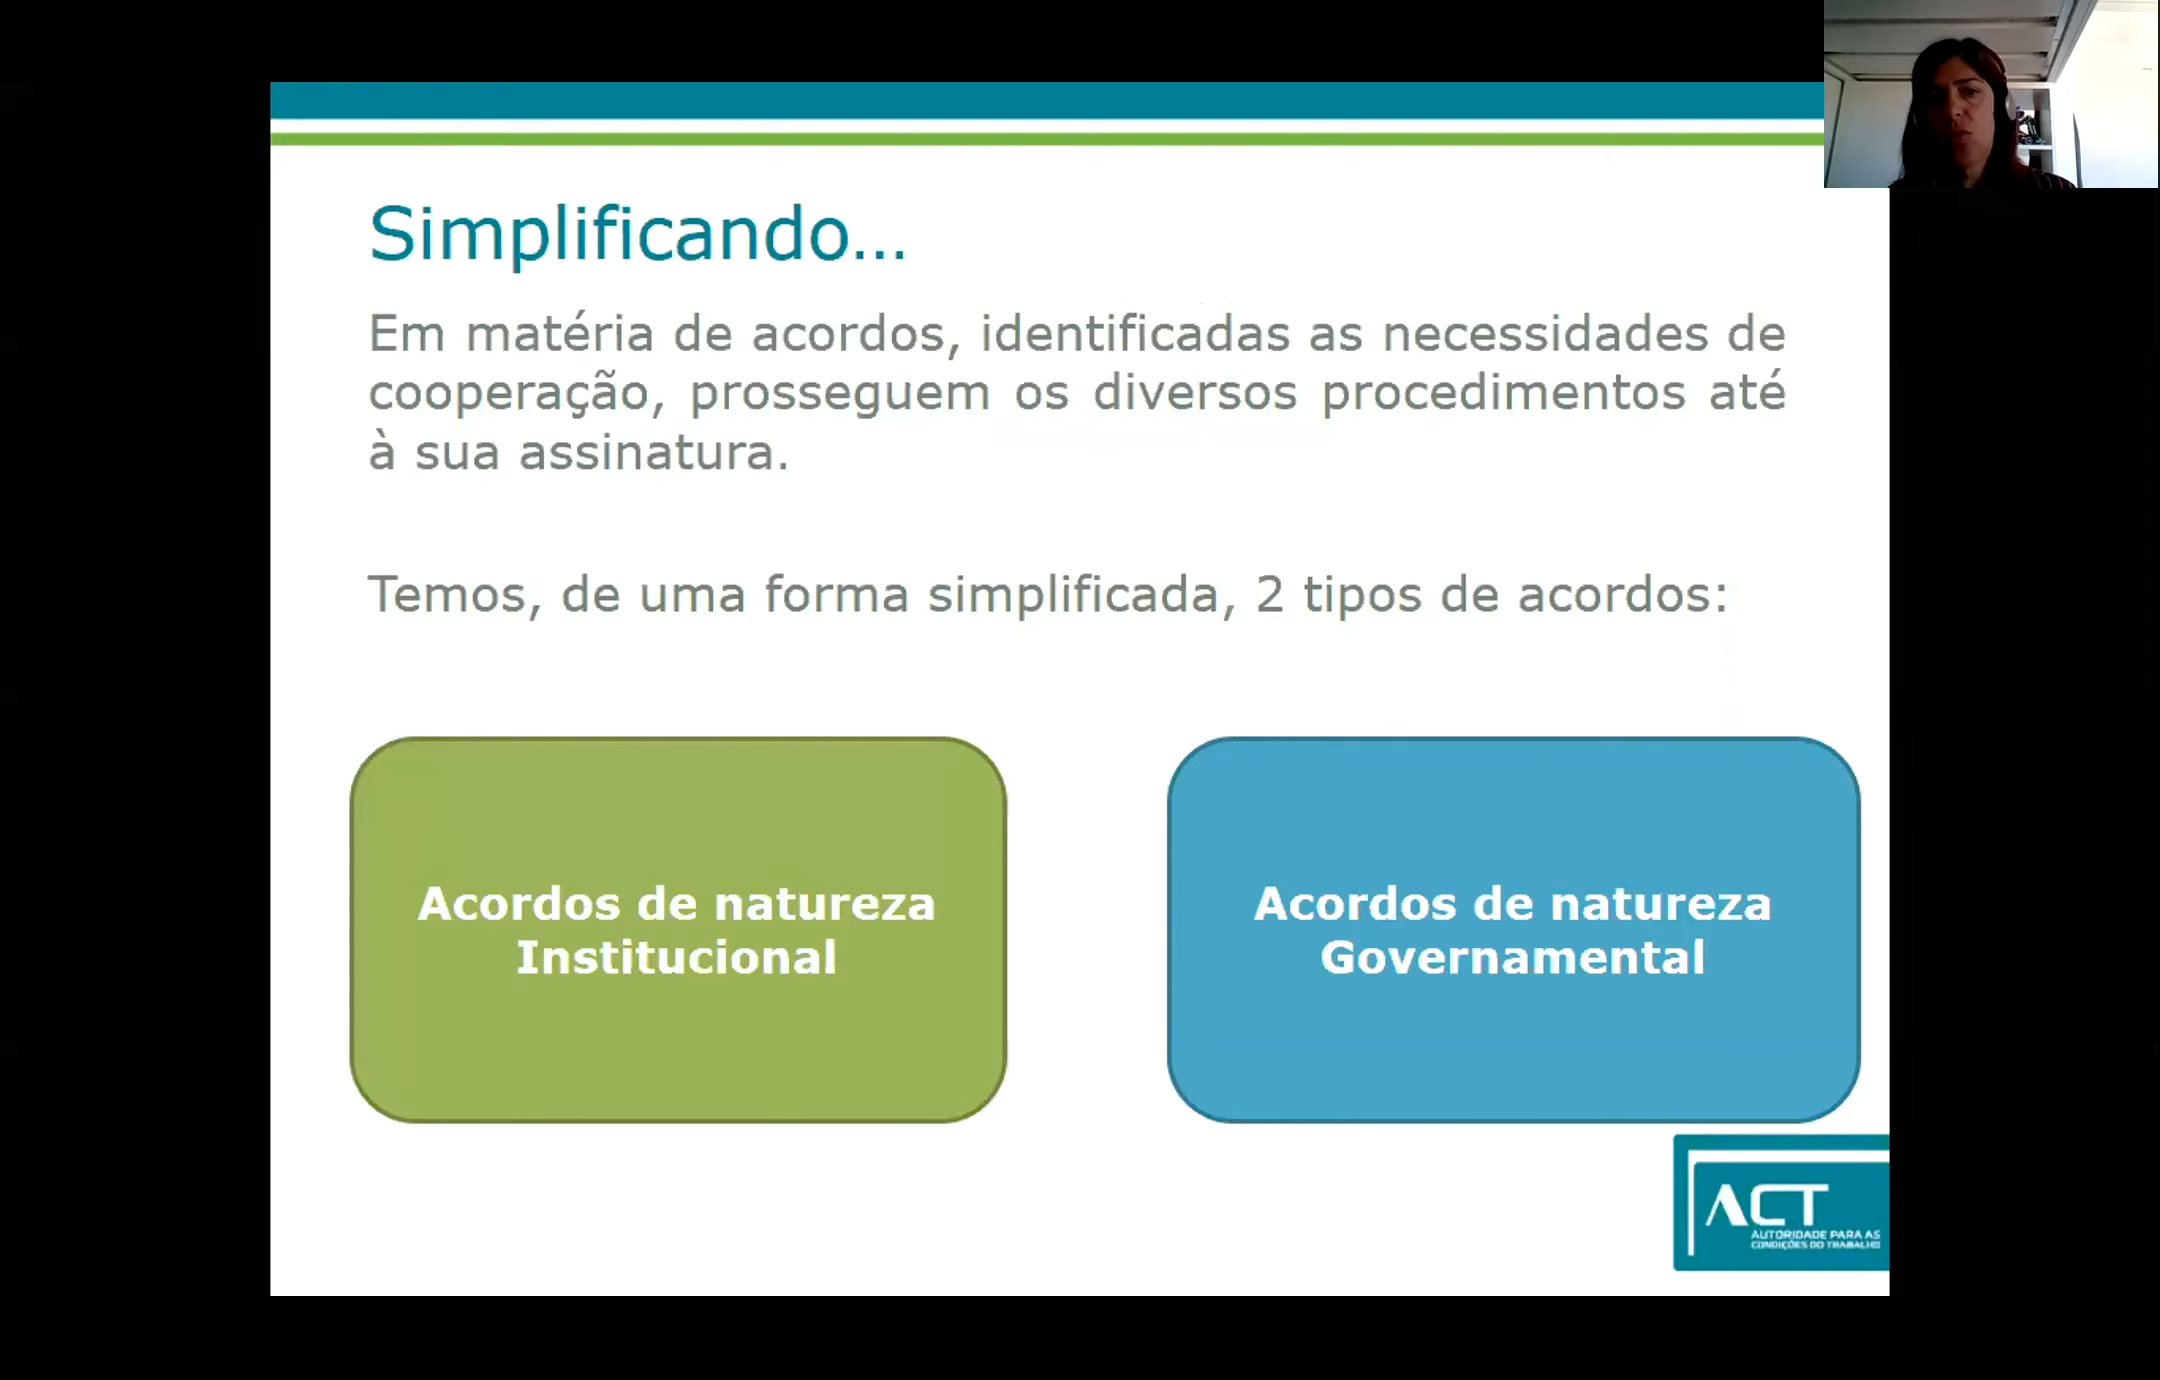 Simplificando...
Em matéria de acordos, identificadas as necessidades de
cooperação, prosseguem os diversos procedimentos até
à sua assinatura.
Temos, de uma forma simplificada, 2 tipos de acordos:
Acordos de natureza
Institucional
Acordos de natureza
Governamental
ACT
AUTORIDADE PARA AS
CONDIÇÕES DO TRABALHO